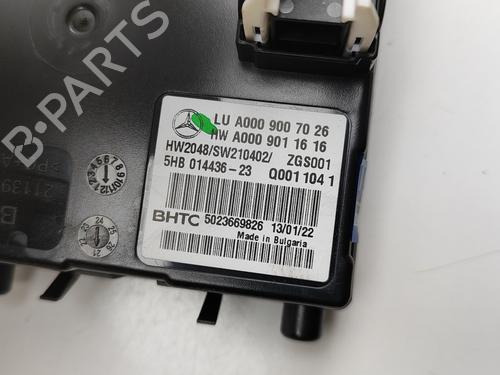 LU A000 900 70 26
HW A000 901 16 16
HW2048/SW210402/ ZGS001
5HB 014436-23 Q001 104 1
BHTC 5023669826 13/01/22
Made in Bulgaria
B-PARTS
21139